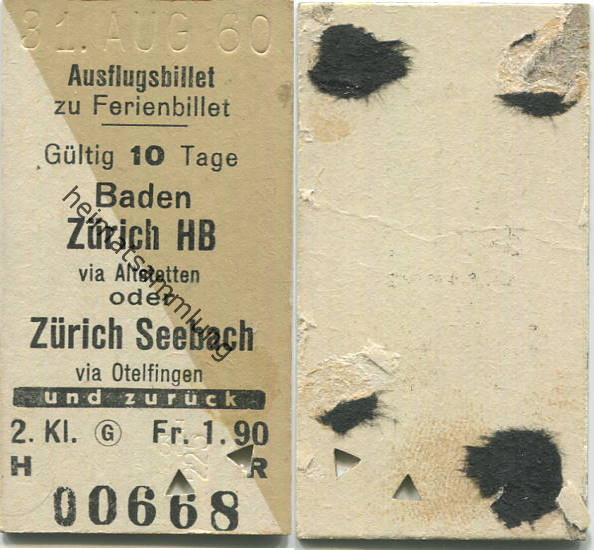 31. AUG 60
Ausflugsbillet
zu Ferienbillet
Gültig 10 Tage
Baden
Zürich HB
via Altstetten
oder
Zürich Seebach
via Otelfingen
und zurück
2. Kl. G Fr. 1.90
H R
00668
heimatsammlung